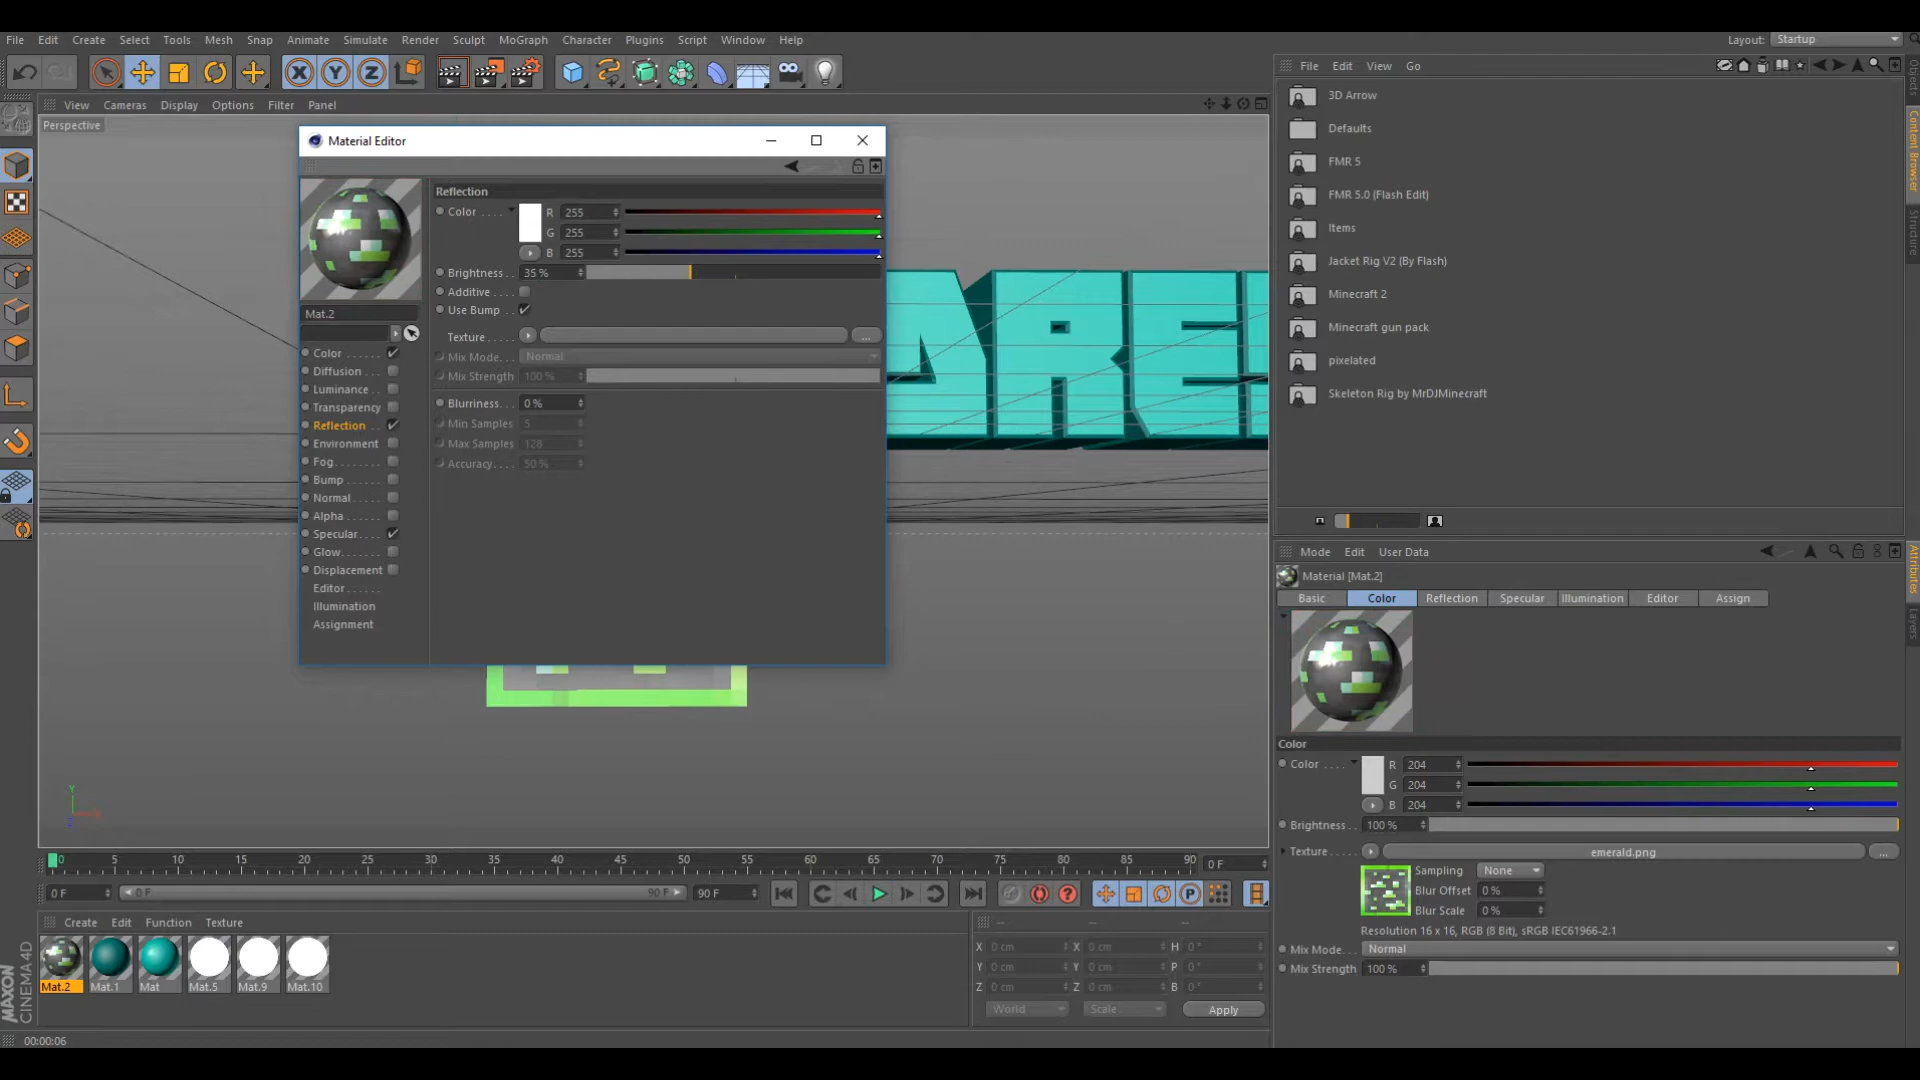 File Edit Create Select Tools Mesh Snap Animate Simulate Render Sculpt MoGraph Character Plugins Script Window Help
Layout: Startup
View Cameras Display Options Filter Panel
Perspective
Material Editor
Reflection
Color . . . . R 255
G 255
B 255
Brightness . . 35 %
Additive . . . .
Use Bump . .
Texture . . . . . ...
Mix Mode. . . Normal
Mix Strength 100 %
Blurriness. . . 0 %
Min Samples 5
Max Samples 128
Accuracy. . . . 50 %
Mat.2
Color . . . . . .
Diffusion . . .
Luminance . .
Transparency
Reflection . .
Environment
Fog. . . . . . . .
Bump . . . . .
Normal . . . .
Alpha . . . . .
Specular. . . .
Glow. . . . . . .
Displacement
Editor . . . . . .
Illumination
Assignment
File Edit View Go
3D Arrow
Defaults
FMR 5
FMR 5.0 (Flash Edit)
Items
Jacket Rig V2 (By Flash)
Minecraft 2
Minecraft gun pack
pixelated
Skeleton Rig by MrDJMinecraft
Objects
Content Browser
Structure
Mode Edit User Data
Material [Mat.2]
Basic Color Reflection Specular Illumination Editor Assign
Color
Color . . . . R 204
G 204
B 204
Brightness. . . 100 %
Texture . . . . . emerald.png ...
Sampling None
Blur Offset 0 %
Blur Scale 0 %
Resolution 16 x 16, RGB (8 Bit), sRGB IEC61966-2.1
Mix Mode. . . Normal
Mix Strength 100 %
Attributes
Layers
Y
0 5 10 15 20 25 30 35 40 45 50 55 60 65 70 75 80 85 90 0 F
0 F 0 F 90 F 90 F
Create Edit Function Texture
Mat.2 Mat.1 Mat Mat.5 Mat.9 Mat.10
-- -- --
X 0 cm X 0 cm H 0 °
Y 0 cm Y 0 cm P 0 °
Z 0 cm Z 0 cm B 0 °
World Scale Apply
MAXON
CINEMA 4D
00:00:06